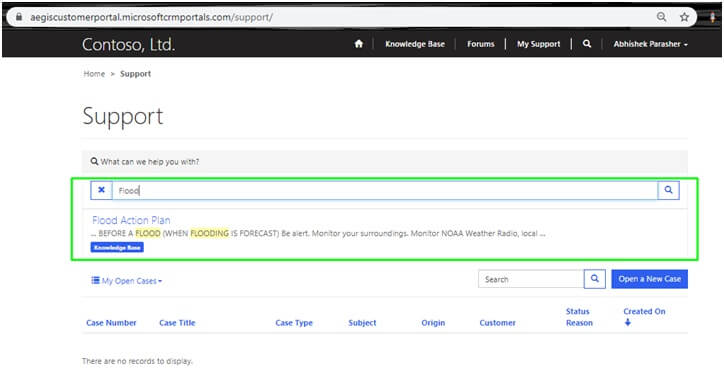 aegiscustomerportal.microsoftcrmportals.com/support/
Contoso, Ltd.
Knowledge Base
Forums
My Support
Abhishek Parasher
Home > Support
Support
What can we help you with?
Flood
Flood Action Plan
... BEFORE A FLOOD (WHEN FLOODING IS FORECAST) Be alert. Monitor your surroundings. Monitor NOAA Weather Radio, local ...
Knowledge Base
My Open Cases
Search
Open a New Case
Case Number
Case Title
Case Type
Subject
Origin
Customer
Status
Reason
Created On
There are no records to display.